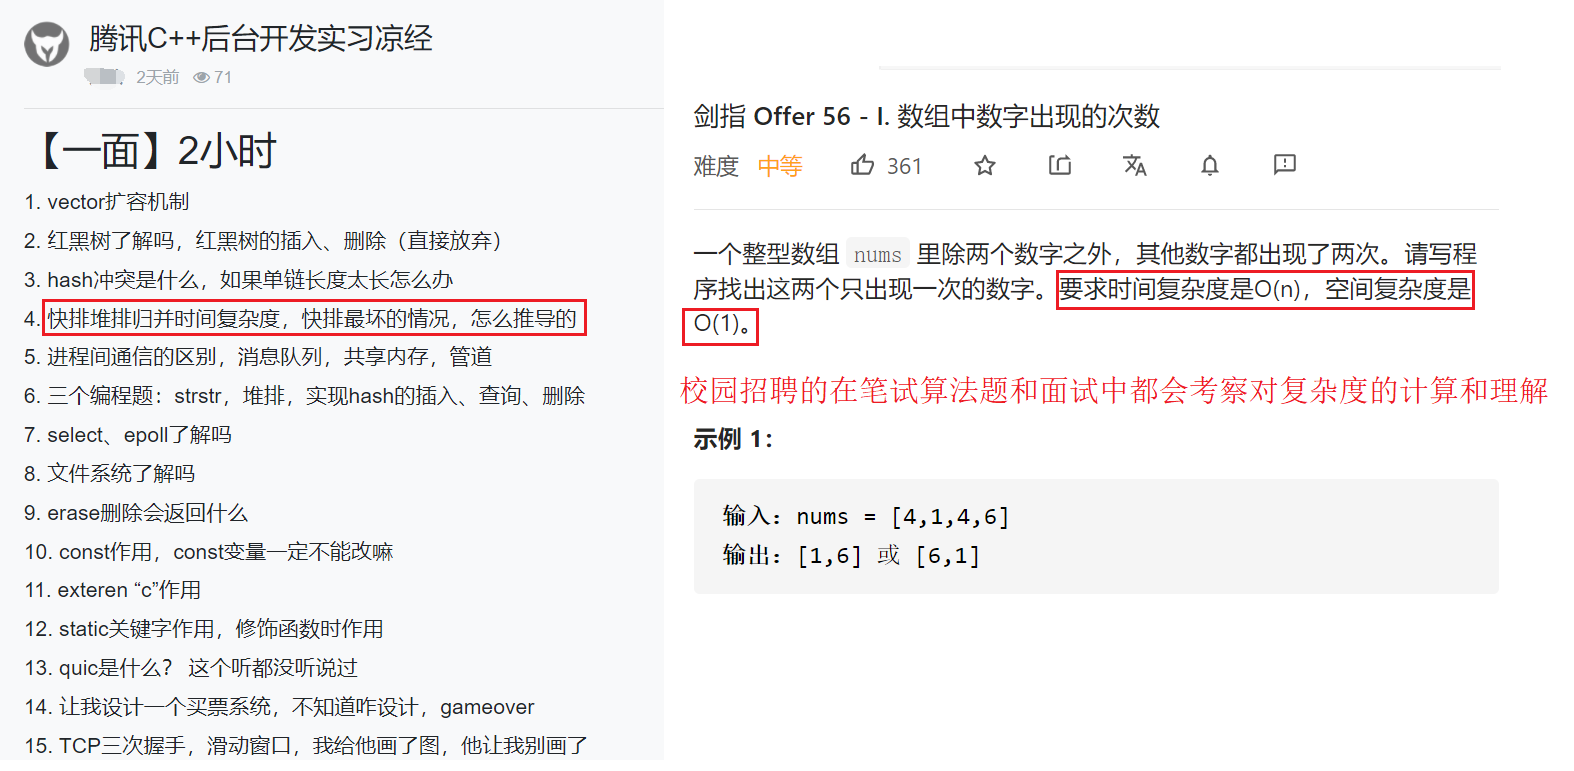 腾讯C++后台开发实习凉经
2天前 71
【一面】2小时
1. vector扩容机制
2. 红黑树了解吗，红黑树的插入、删除（直接放弃）
3. hash冲突是什么，如果单链长度太长怎么办
4. 快排堆排归并时间复杂度，快排最坏的情况，怎么推导的
5. 进程间通信的区别，消息队列，共享内存，管道
6. 三个编程题：strstr，堆排，实现hash的插入、查询、删除
7. select、epoll了解吗
8. 文件系统了解吗
9. erase删除会返回什么
10. const作用，const变量一定不能改嘛
11. exteren “c”作用
12. static关键字作用，修饰函数时作用
13. quic是什么？ 这个听都没听说过
14. 让我设计一个买票系统，不知道咋设计，gameover
15. TCP三次握手，滑动窗口，我给他画了图，他让我别画了
剑指 Offer 56 - I. 数组中数字出现的次数
难度 中等 361
一个整型数组 nums 里除两个数字之外，其他数字都出现了两次。请写程
序找出这两个只出现一次的数字。要求时间复杂度是O(n)，空间复杂度是
O(1)。
校园招聘的在笔试算法题和面试中都会考察对复杂度的计算和理解
示例 1：
输入：nums = [4,1,4,6]
输出：[1,6] 或 [6,1]